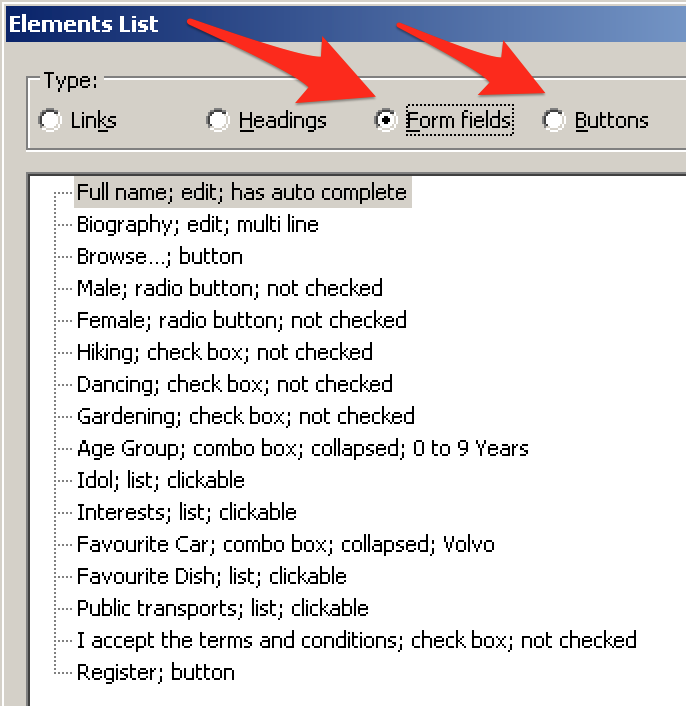 Elements List
Type:
Links Headings Form fields Buttons
Full name; edit; has auto complete
Biography; edit; multi line
Browse...; button
Male; radio button; not checked
Female; radio button; not checked
Hiking; check box; not checked
Dancing; check box; not checked
Gardening; check box; not checked
Age Group; combo box; collapsed; 0 to 9 Years
Idol; list; clickable
Interests; list; clickable
Favourite Car; combo box; collapsed; Volvo
Favourite Dish; list; clickable
Public transports; list; clickable
I accept the terms and conditions; check box; not checked
Register; button